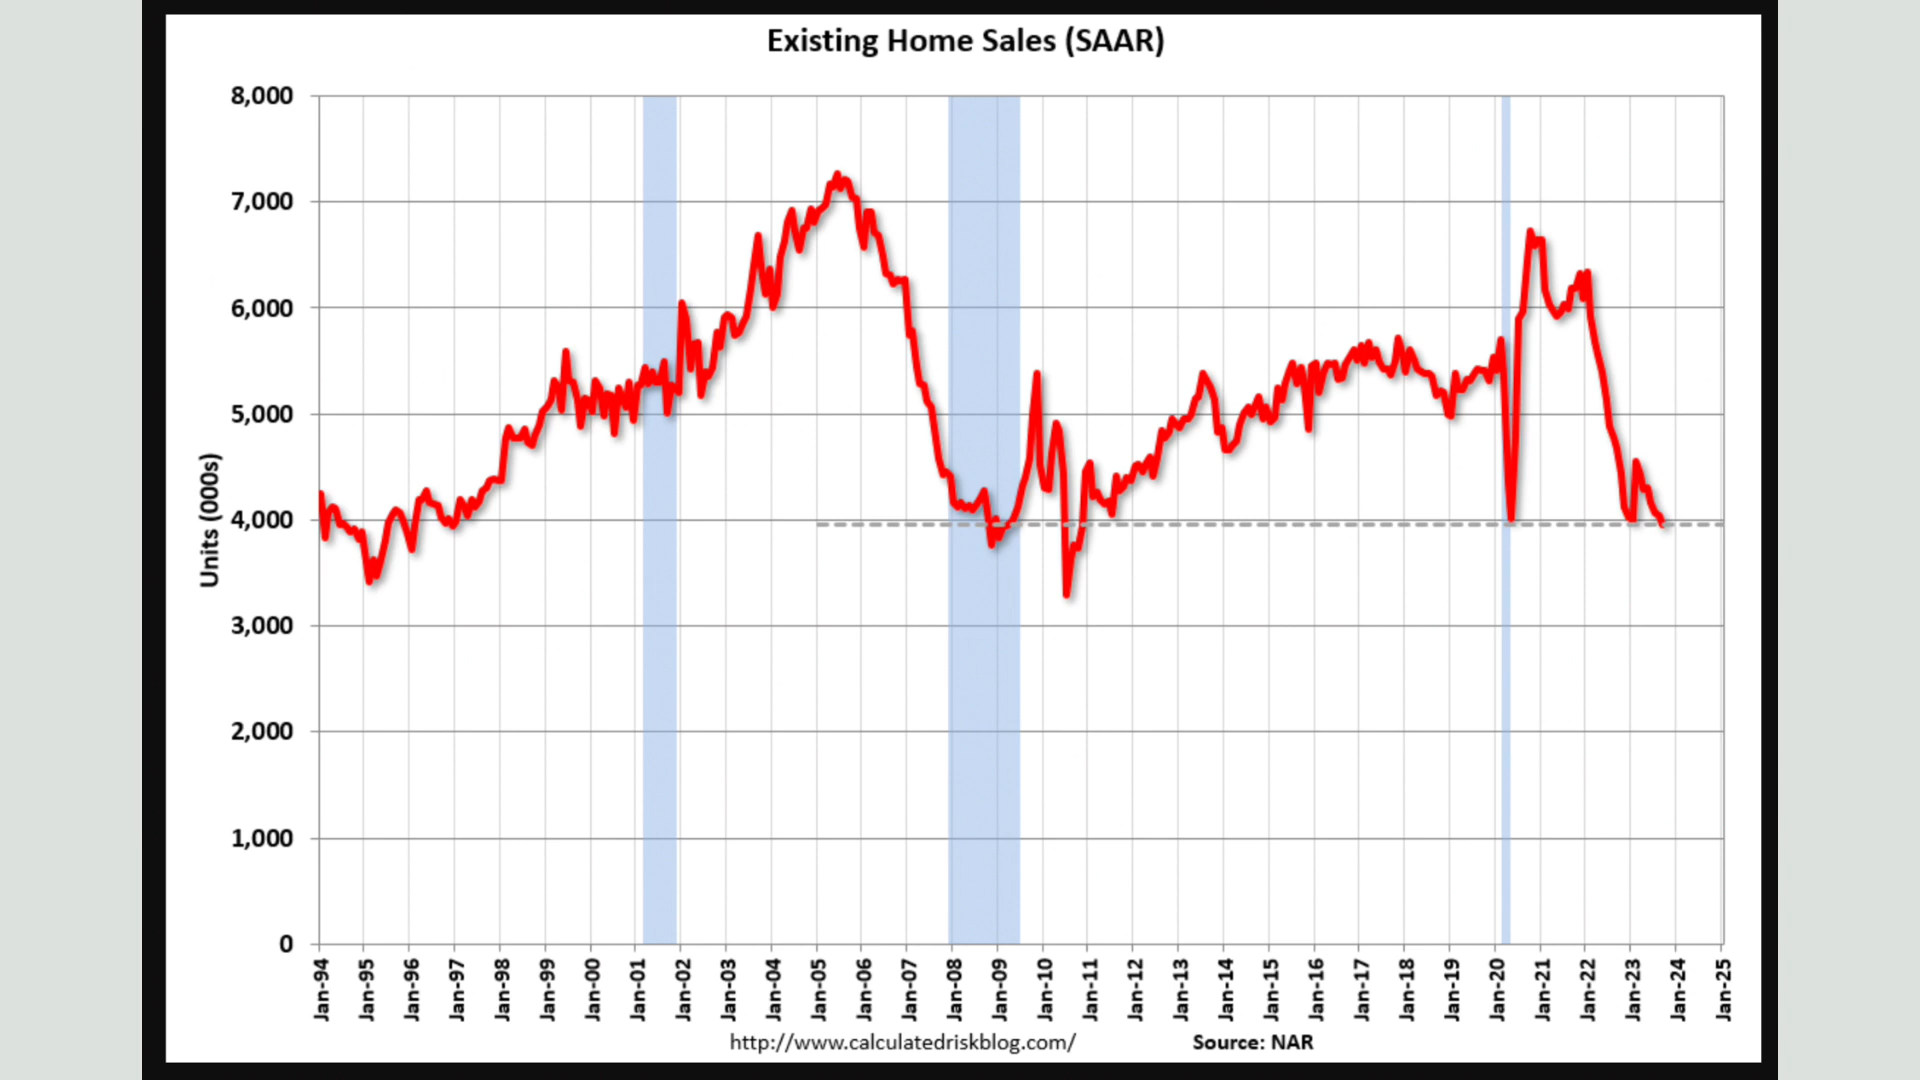 Existing Home Sales (SAAR)
8,000
7,000
6,000
5,000
4,000
3,000
2,000
1,000
0
Units (000s)
Jan-94 Jan-95 Jan-96 Jan-97 Jan-98 Jan-99 Jan-00 Jan-01 Jan-02 Jan-03 Jan-04 Jan-05 Jan-06 Jan-07 Jan-08 Jan-09 Jan-10 Jan-11 Jan-12 Jan-13 Jan-14 Jan-15 Jan-16 Jan-17 Jan-18 Jan-19 Jan-20 Jan-21 Jan-22 Jan-23 Jan-24 Jan-25
http://www.calculatedriskblog.com/ Source: NAR